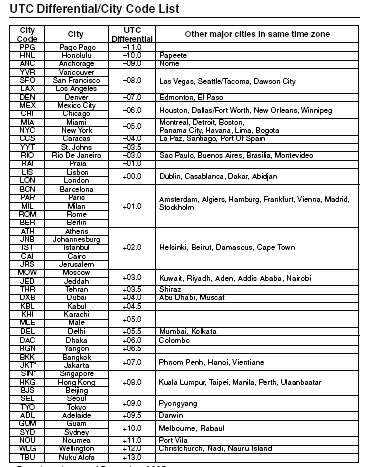 UTC Differential/City Code List
City Code City UTC Differential Other major cities in same time zone
PPG Pago Pago –11.0
HNL Honolulu –10.0 Papeete
ANC Anchorage –09.0 Nome
YVR Vancouver
SFO San Francisco –08.0 Las Vegas, Seattle/Tacoma, Dawson City
LAX Los Angeles
DEN Denver –07.0 Edmonton, El Paso
MEX Mexico City –06.0 Houston, Dallas/Fort Worth, New Orleans, Winnipeg
CHI Chicago
MIA Miami –05.0 Montreal, Detroit, Boston,
NYC New York Panama City, Havana, Lima, Bogota
CCS Caracas –04.0 La Paz, Santiago, Port Of Spain
YYT St. Johns –03.5
RIO Rio De Janeiro –03.0 Sao Paulo, Buenos Aires, Brasilia, Montevideo
RAI Praia –01.0
LIS Lisbon +00.0 Dublin, Casablanca, Dakar, Abidjan
LON London
BCN Barcelona
PAR Paris +01.0 Amsterdam, Algiers, Hamburg, Frankfurt, Vienna, Madrid,
MIL Milan Stockholm
ROM Rome
BER Berlin
ATH Athens
JNB Johannesburg
IST Istanbul +02.0 Helsinki, Beirut, Damascus, Cape Town
CAI Cairo
JRS Jerusalem
MOW Moscow +03.0 Kuwait, Riyadh, Aden, Addis Ababa, Nairobi
JED Jeddah
THR Tehran +03.5 Shiraz
DXB Dubai +04.0 Abu Dhabi, Muscat
KBL Kabul +04.5
KHI Karachi +05.0
MLE Male
DEL Delhi +05.5 Mumbai, Kolkata
DAC Dhaka +06.0 Colombo
RGN Yangon +06.5
BKK Bangkok +07.0 Phnom Penh, Hanoi, Vientiane
JKT* Jakarta
SIN* Singapore
HKG Hong Kong +08.0 Kuala Lumpur, Taipei, Manila, Perth, Ulaanbaatar
BJS Beijing
SEL Seoul +09.0 Pyongyang
TYO Tokyo
ADL Adelaide +09.5 Darwin
GUM Guam +10.0 Melbourne, Rabaul
SYD Sydney
NOU Noumea +11.0 Port Vila
WLG Wellington +12.0 Christchurch, Nadi, Nauru Island
TBU Nuku'Alofa +13.0